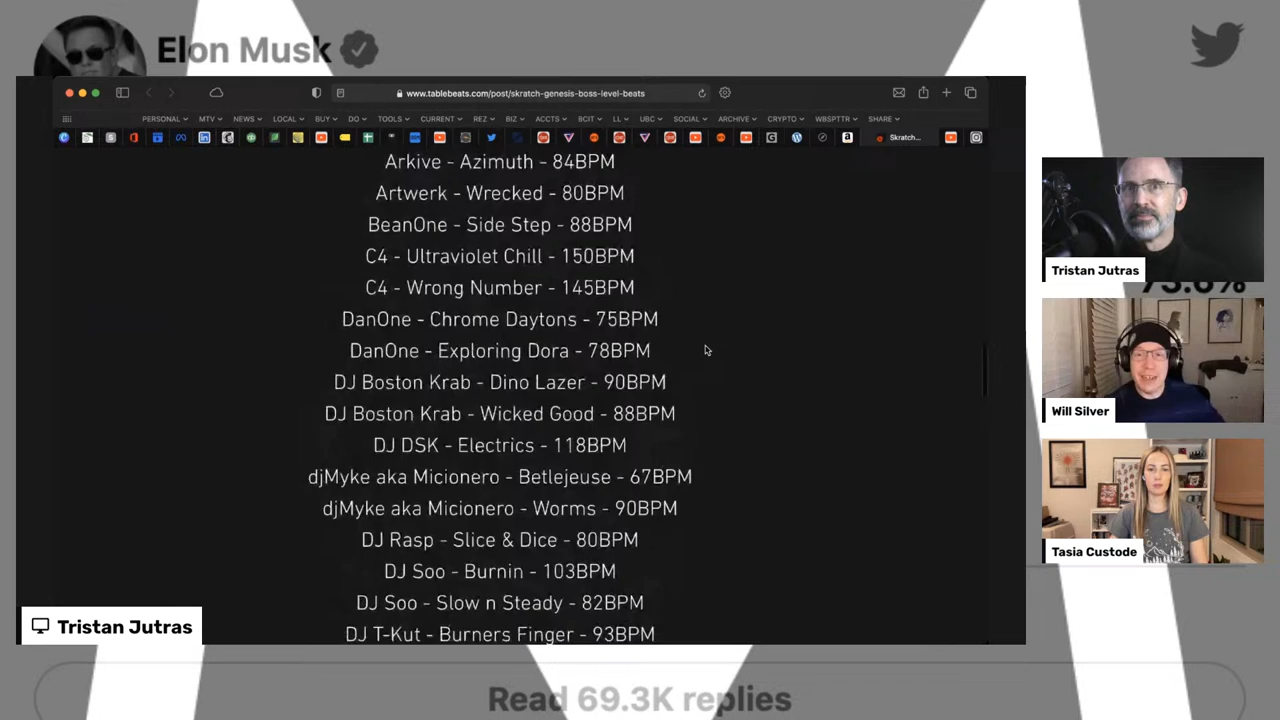 Elon Musk
www.tablebeats.com/post/skratch-genesis-boss-level-beats
PERSONAL MTV NEWS LOCAL BUY DO TOOLS CURRENT REZ BIZ ACCTS BCIT LL UBC SOCIAL ARCHIVE CRYPTO WBSPTTR SHARE
Skratch...
Arkive - Azimuth - 84BPM
Artwerk - Wrecked - 80BPM
BeanOne - Side Step - 88BPM
C4 - Ultraviolet Chill - 150BPM
C4 - Wrong Number - 145BPM
DanOne - Chrome Daytons - 75BPM
DanOne - Exploring Dora - 78BPM
DJ Boston Krab - Dino Lazer - 90BPM
DJ Boston Krab - Wicked Good - 88BPM
DJ DSK - Electrics - 118BPM
djMyke aka Micionero - Betlejeuse - 67BPM
djMyke aka Micionero - Worms - 90BPM
DJ Rasp - Slice & Dice - 80BPM
DJ Soo - Burnin - 103BPM
DJ Soo - Slow n Steady - 82BPM
DJ T-Kut - Burners Finger - 93BPM
Tristan Jutras
Tristan Jutras
73.6%
Will Silver
Tasia Custode
Read 69.3K replies